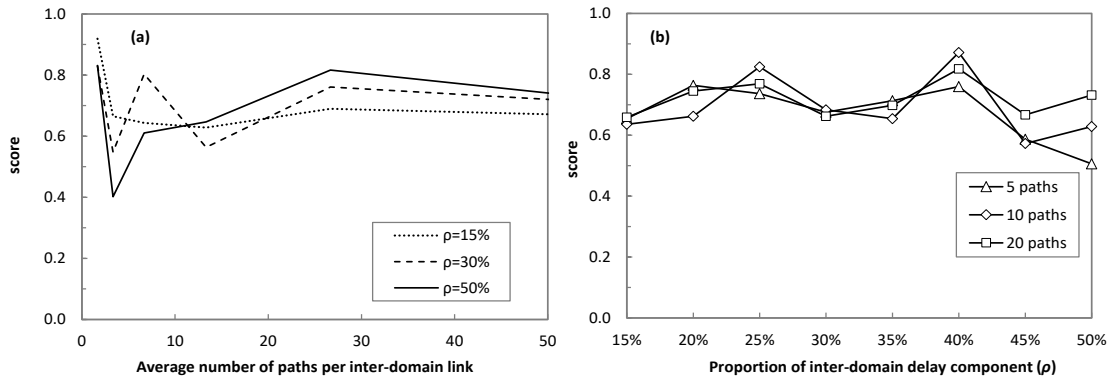 (a)
score
1.0
0.8
0.6
0.4
0.2
0.0
0 10 20 30 40 50
Average number of paths per inter-domain link
ρ=15%
ρ=30%
ρ=50%
(b)
score
1.0
0.8
0.6
0.4
0.2
0.0
15% 20% 25% 30% 35% 40% 45% 50%
Proportion of inter-domain delay component (ρ)
5 paths
10 paths
20 paths